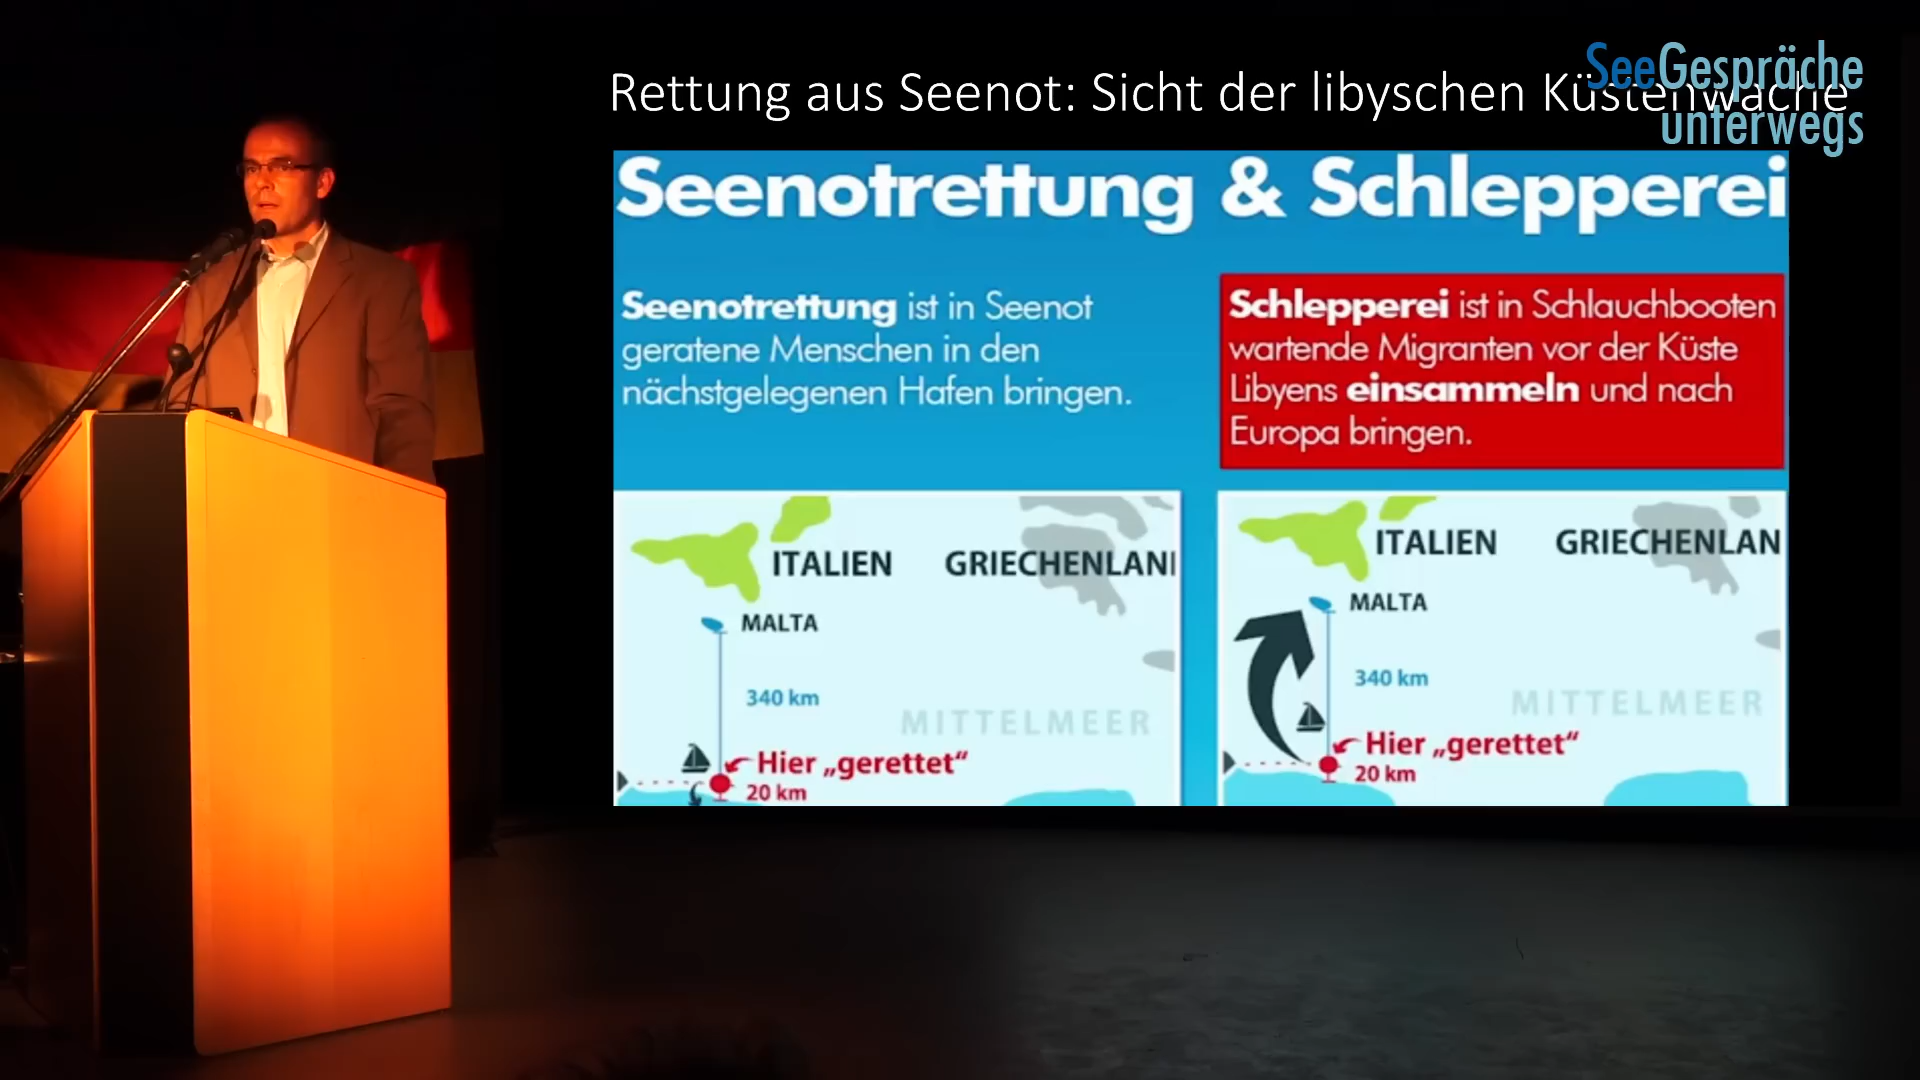 SeeGespräche
unterwegs
Rettung aus Seenot: Sicht der libyschen Küstenwache
Seenotrettung & Schlepperei
Seenotrettung ist in Seenot
geratene Menschen in den
nächstgelegenen Hafen bringen.
Schlepperei ist in Schlauchbooten
wartende Migranten vor der Küste
Libyens einsammeln und nach
Europa bringen.
ITALIEN
GRIECHENLAN
MALTA
340 km
MITTELMEER
Hier „gerettet“
20 km
ITALIEN
GRIECHENLAN
MALTA
340 km
MITTELMEER
Hier „gerettet“
20 km